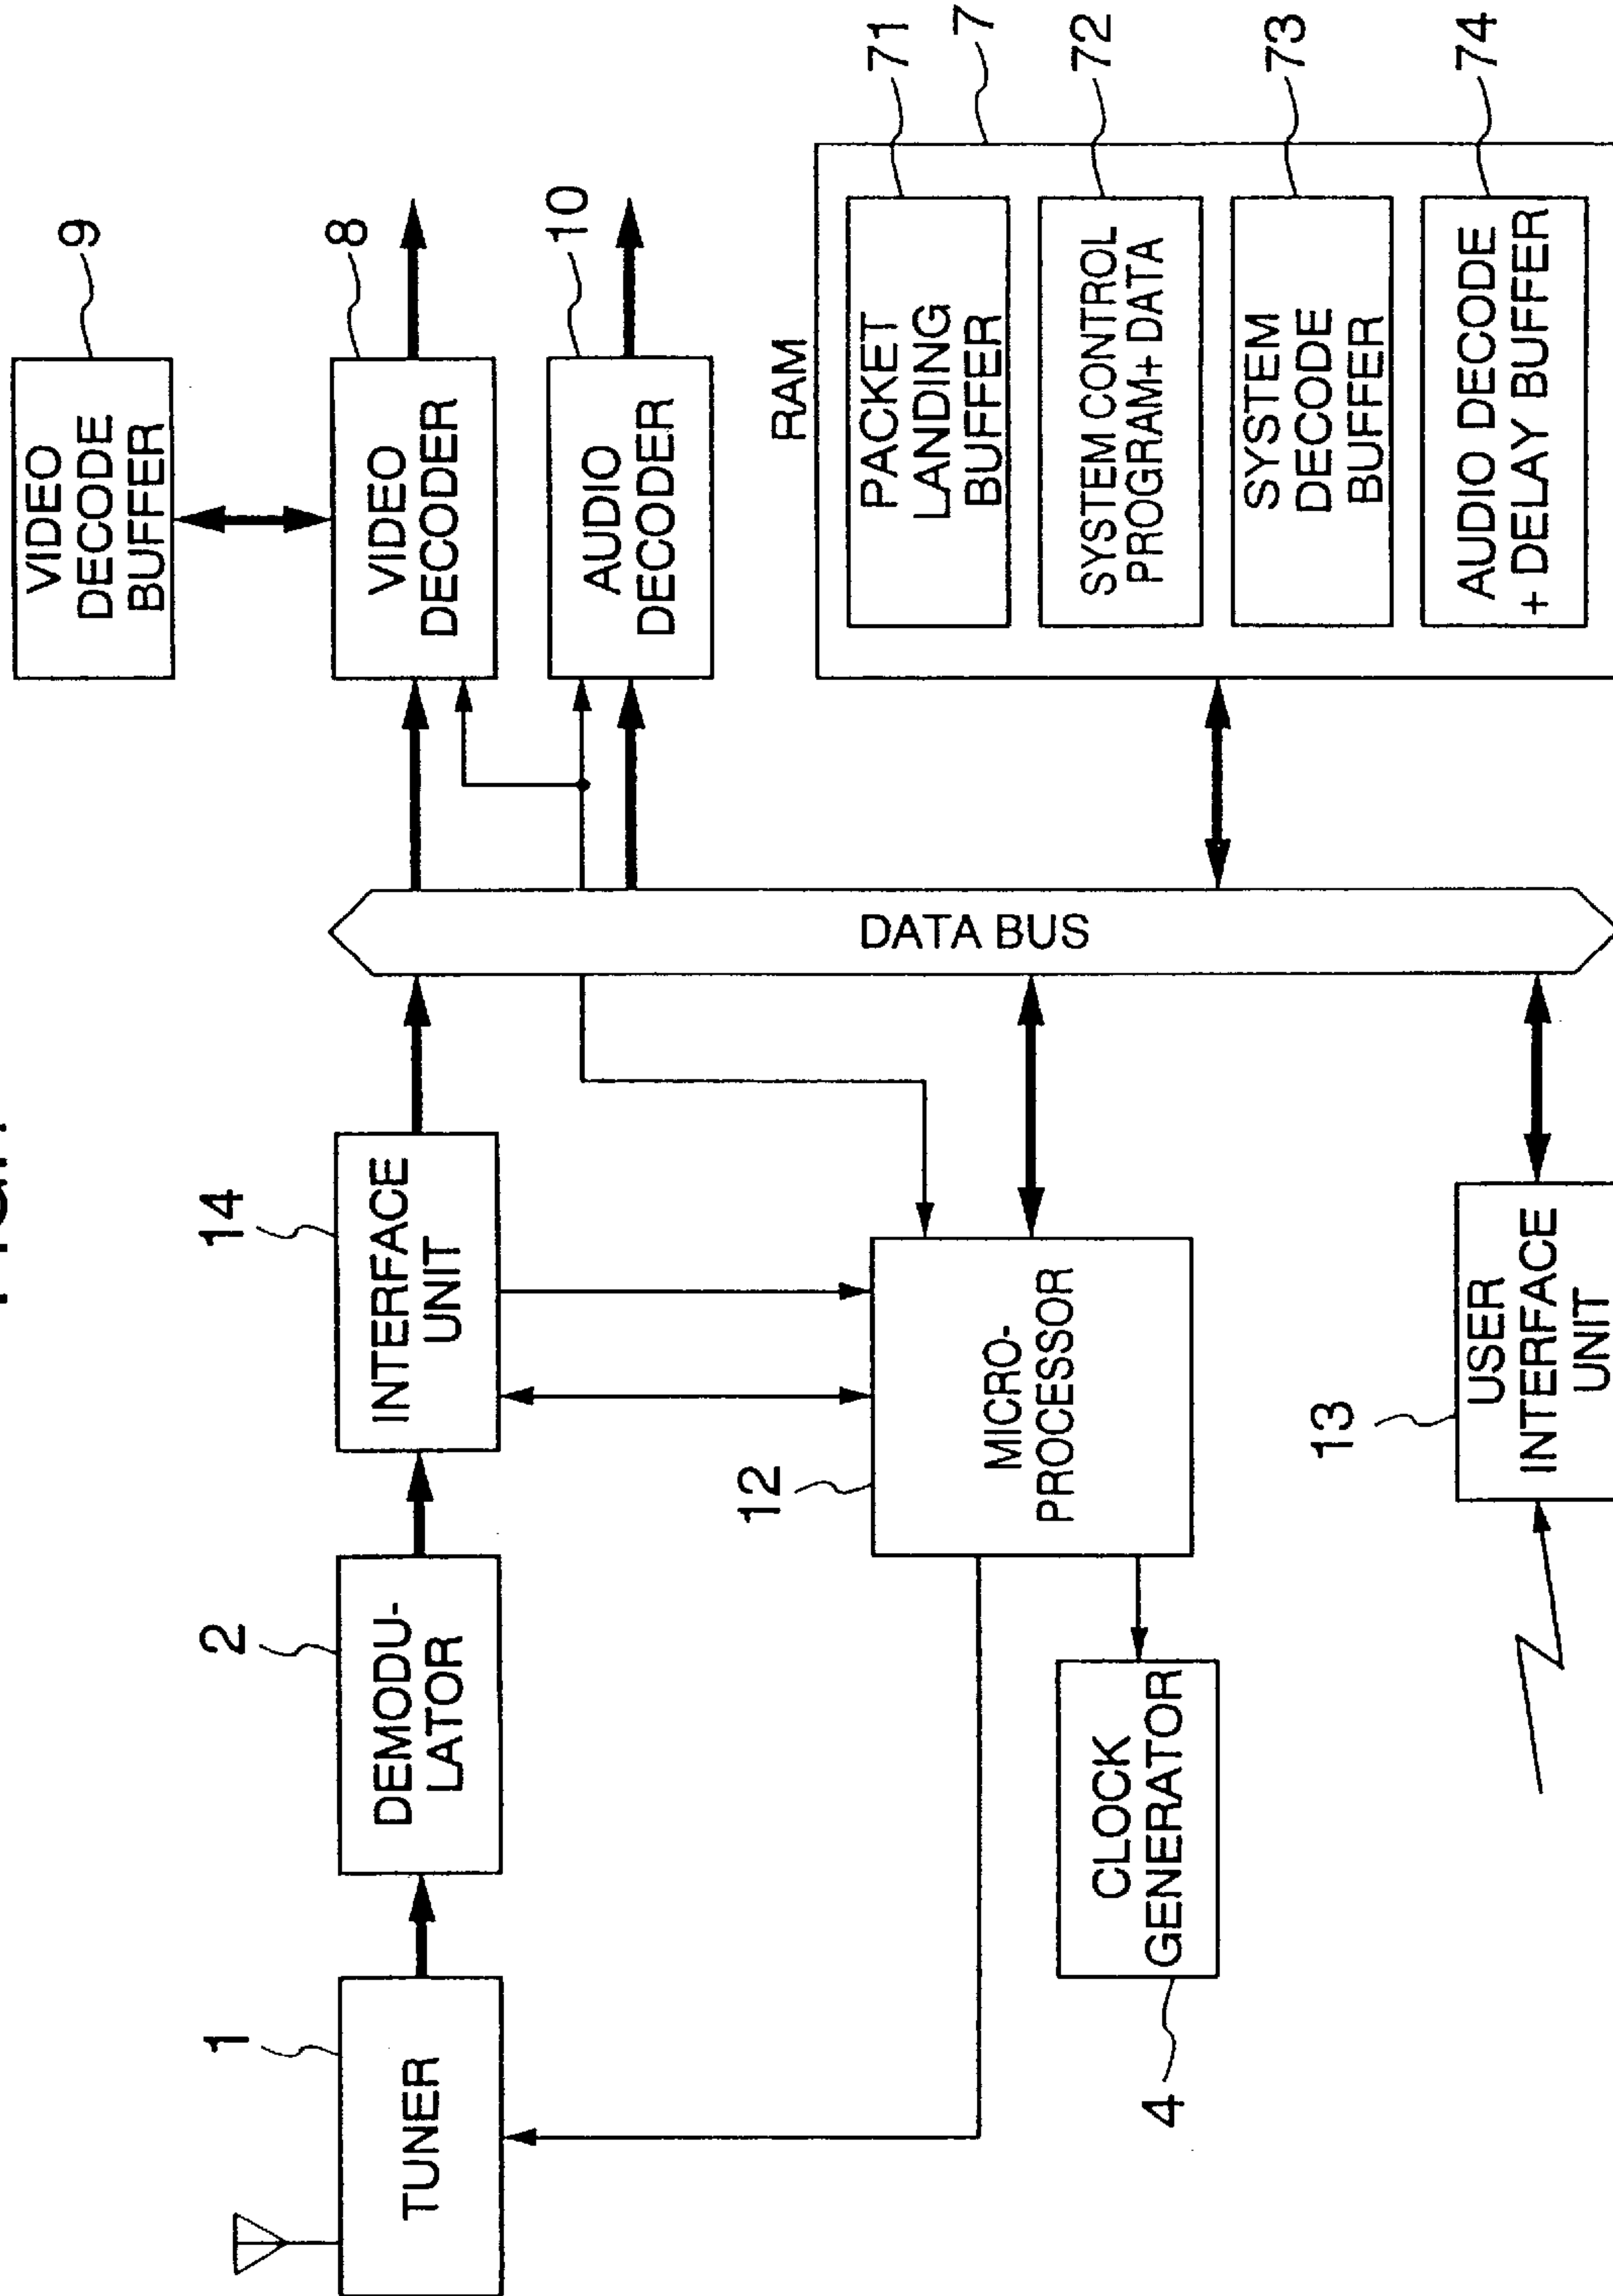 9
VIDEO
DECODE
BUFFER
8
VIDEO
DECODER
10
AUDIO
DECODER
RAM
7
71
PACKET
LANDING
BUFFER
72
SYSTEM CONTROL
PROGRAM+ DATA
73
SYSTEM
DECODE
BUFFER
74
AUDIO DECODE
+ DELAY BUFFER
DATA BUS
14
INTERFACE
UNIT
2
DEMODU-
LATOR
1
TUNER
12
MICRO-
PROCESSOR
4
CLOCK
GENERATOR
13
USER
INTERFACE
UNIT